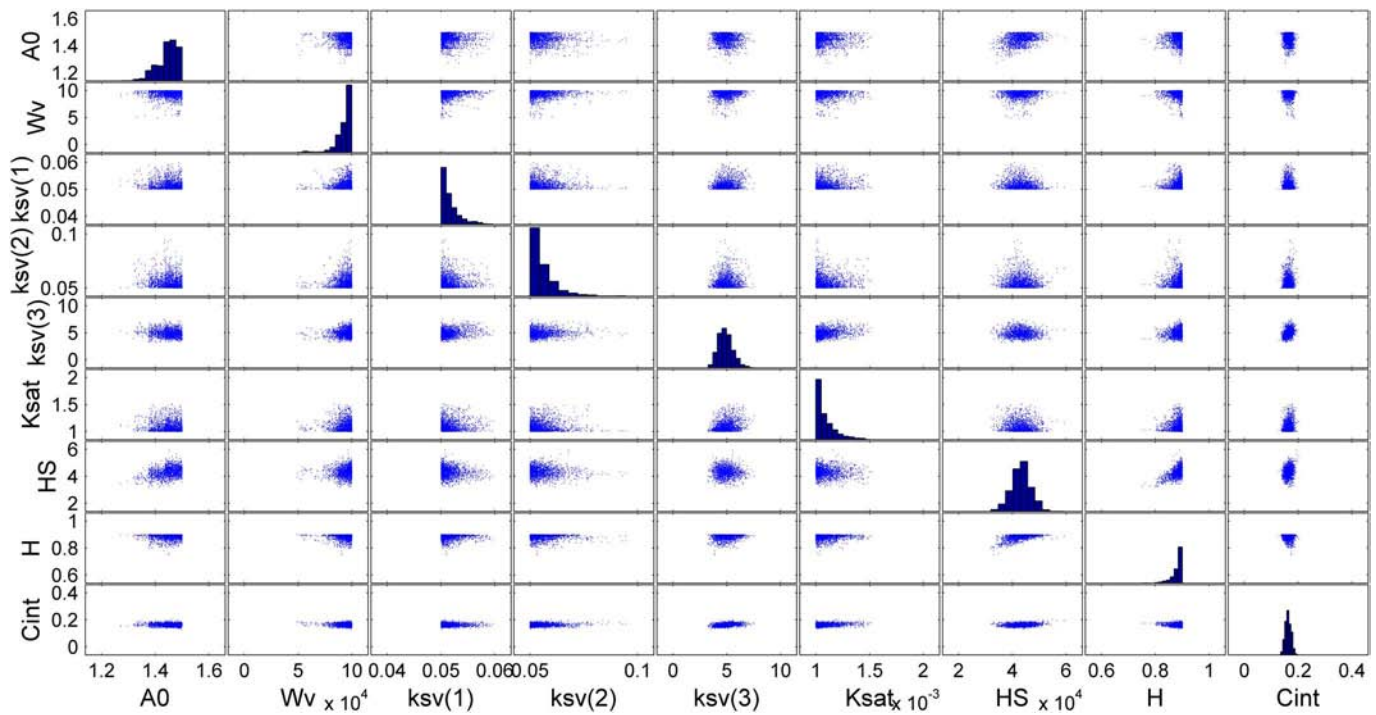 1.6
1.4
1.2
A0
10
5
0
Wv
0.06
0.05
0.04
ksv(1)
0.1
0.05
ksv(2)
10
5
0
ksv(3)
2
1.5
1
Ksat
6
4
2
HS
1
0.8
0.6
H
0.4
0.2
0
Cint
1.2 1.4 1.6 0 5 10 0.04 0.05 0.06 0.05 0.1 0 5 10 1 1.5 2 2 4 6 0.6 0.8 1 0 0.2 0.4
A0 Wv x 10⁴ ksv(1) ksv(2) ksv(3) Ksat x 10⁻³ HS x 10⁴ H Cint